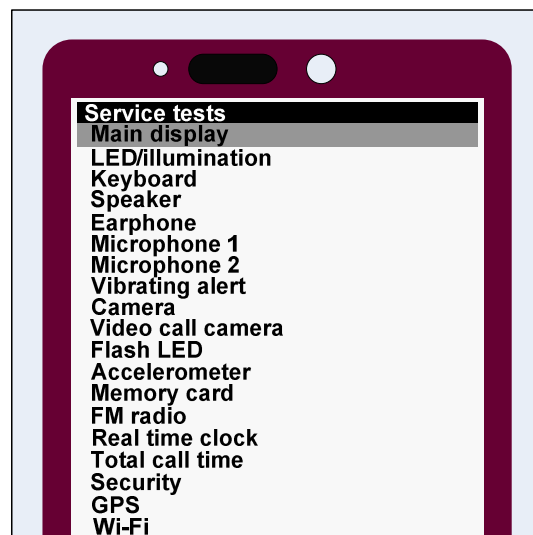 Service tests
Main display
LED/illumination
Keyboard
Speaker
Earphone
Microphone 1
Microphone 2
Vibrating alert
Camera
Video call camera
Flash LED
Accelerometer
Memory card
FM radio
Real time clock
Total call time
Security
GPS
Wi-Fi